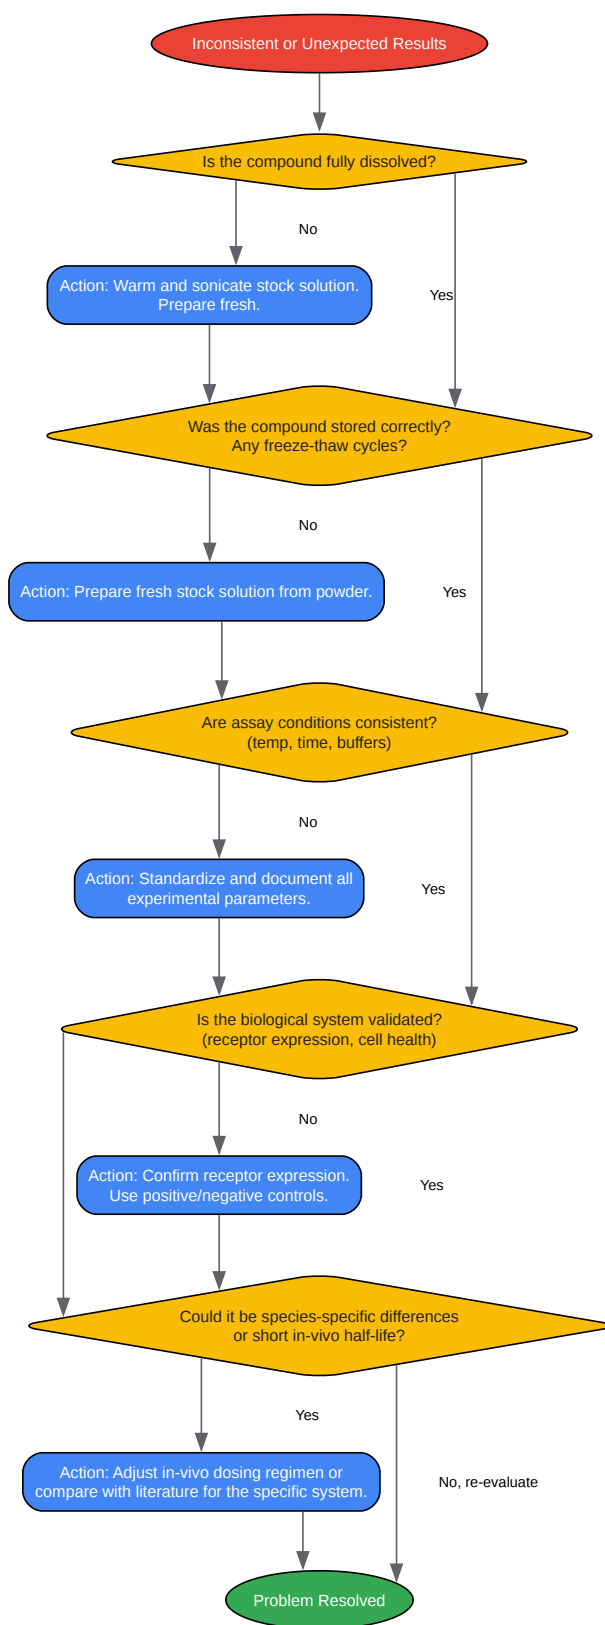 Inconsistent or Unexpected Results
Is the compound fully dissolved?
No
Action: Warm and sonicate stock solution.
Prepare fresh.
Yes
Was the compound stored correctly?
Any freeze-thaw cycles?
No
Action: Prepare fresh stock solution from powder.
Yes
Are assay conditions consistent?
(temp, time, buffers)
No
Action: Standardize and document all
experimental parameters.
Yes
Is the biological system validated?
(receptor expression, cell health)
No
Action: Confirm receptor expression.
Use positive/negative controls.
Yes
Could it be species-specific differences
or short in-vivo half-life?
Yes
Action: Adjust in-vivo dosing regimen or
compare with literature for the specific system.
No, re-evaluate
Problem Resolved